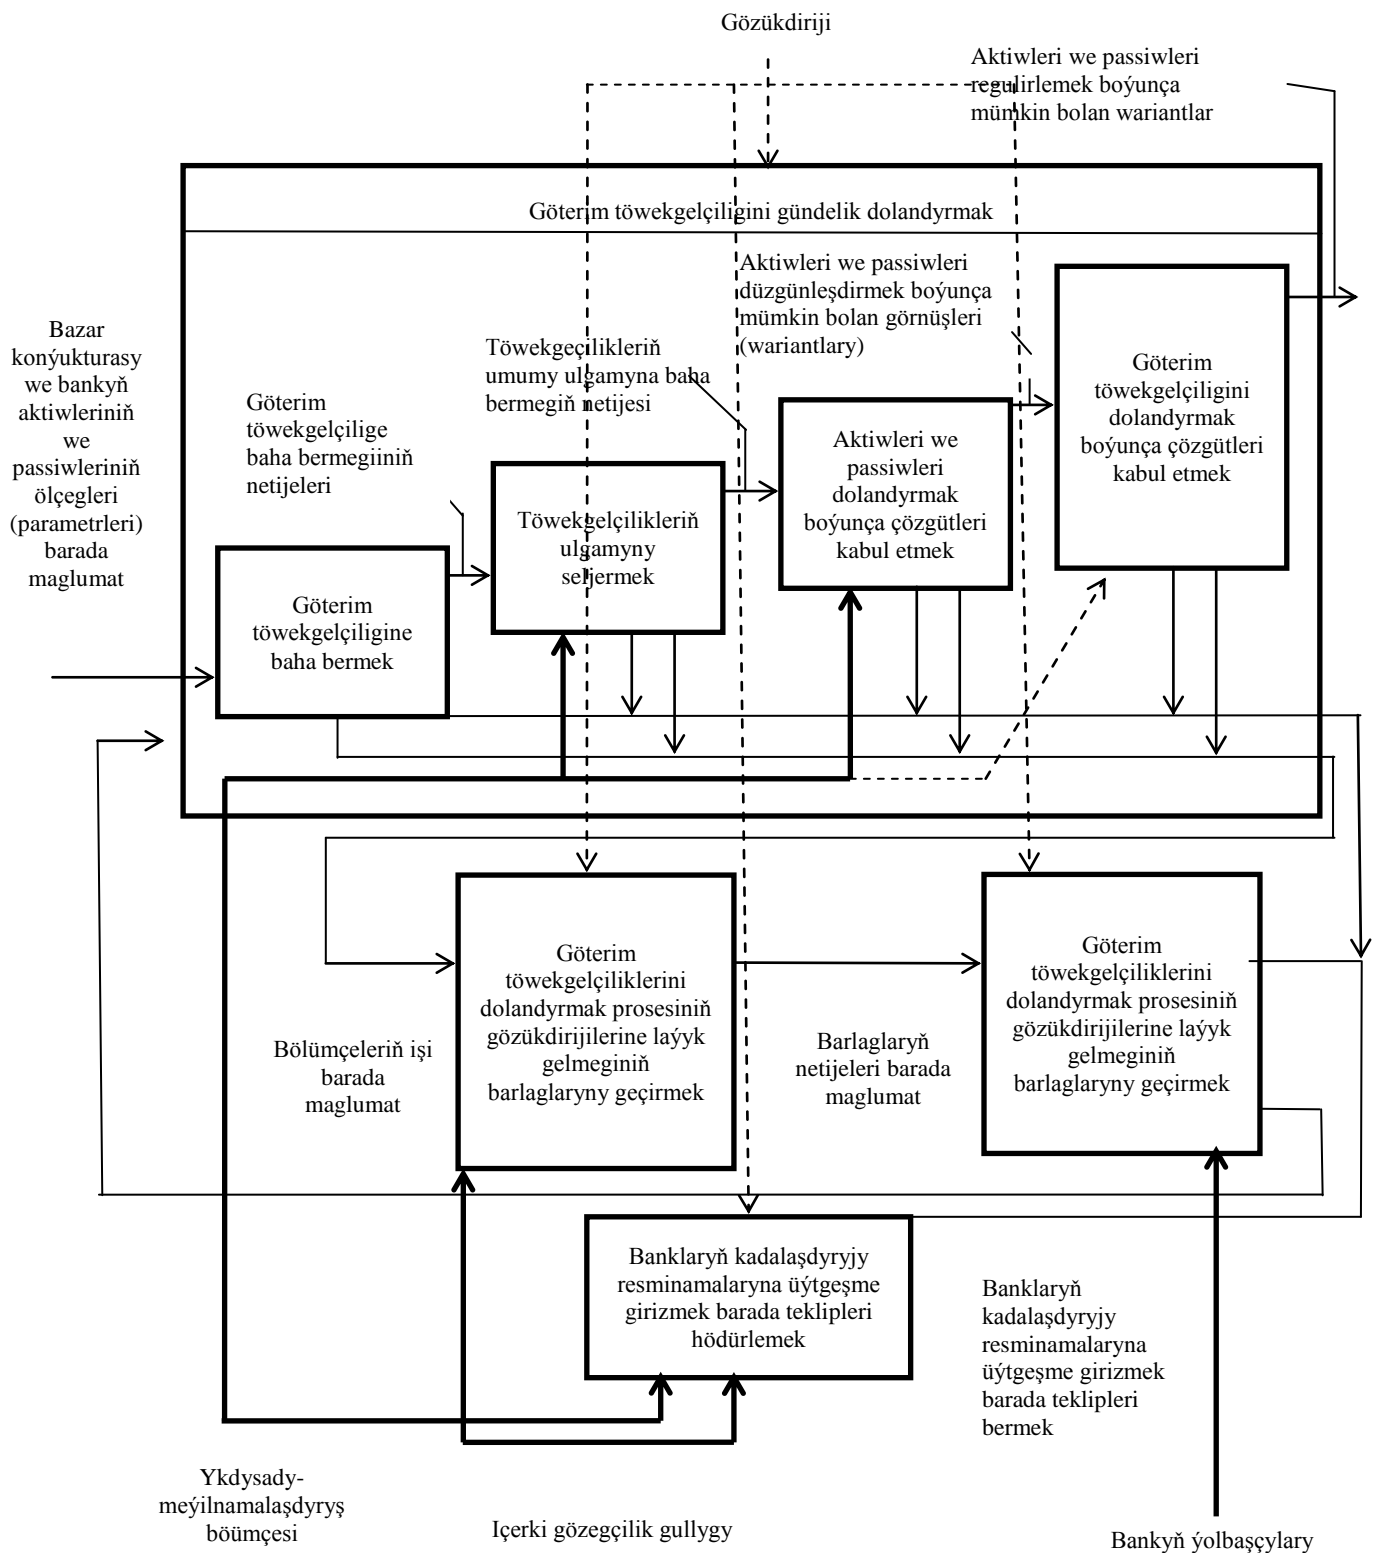 Gözükdiriji
Aktiwleri we passiwleri
regulirlemek boýunça
mümkin bolan wariantlar
Göterim töwekgelçiligini gündelik dolandyrmak
Aktiwleri we passiwleri
düzgünleşdirmek boýunça
mümkin bolan görnüşleri
(wariantlary)
Bazar
konýukturasy
we bankyň
aktiwleriniň
we
passiwleriniň
ölçegleri
(parametrleri)
barada
maglumat
Töwekgeçilikleriň
umumy ulgamyna baha
bermegiň netijesi
Göterim
töwekgelçilige
baha bermegiiniň
netijeleri
Göterim
töwekgelçiligini
dolandyrmak
boýunça çözgütleri
kabul etmek
Aktiwleri we
passiwleri
dolandyrmak
boýunça çözgütleri
kabul etmek
Töwekgelçilikleriň
ulgamyny
seljermek
Göterim
töwekgelçiligine
baha bermek
Göterim
töwekgelçiliklerini
dolandyrmak prosesiniň
gözükdirijilerine laýyk
gelmeginiň
barlaglaryny geçirmek
Göterim
töwekgelçiliklerini
dolandyrmak prosesiniň
gözükdirijilerine laýyk
gelmeginiň
barlaglaryny geçirmek
Bölümçeleriň işi
barada
maglumat
Barlaglaryň
netijeleri barada
maglumat
Banklaryň kadalaşdyryjy
resminamalaryna üýtgeşme
girizmek barada teklipleri
hödürlemek
Banklaryň
kadalaşdyryjy
resminamalaryna
üýtgeşme girizmek
barada teklipleri
bermek
Ykdysady-
meýilnamalaşdyryş
böümçesi
Içerki gözegçilik gullygy
Bankyň ýolbaşçylary